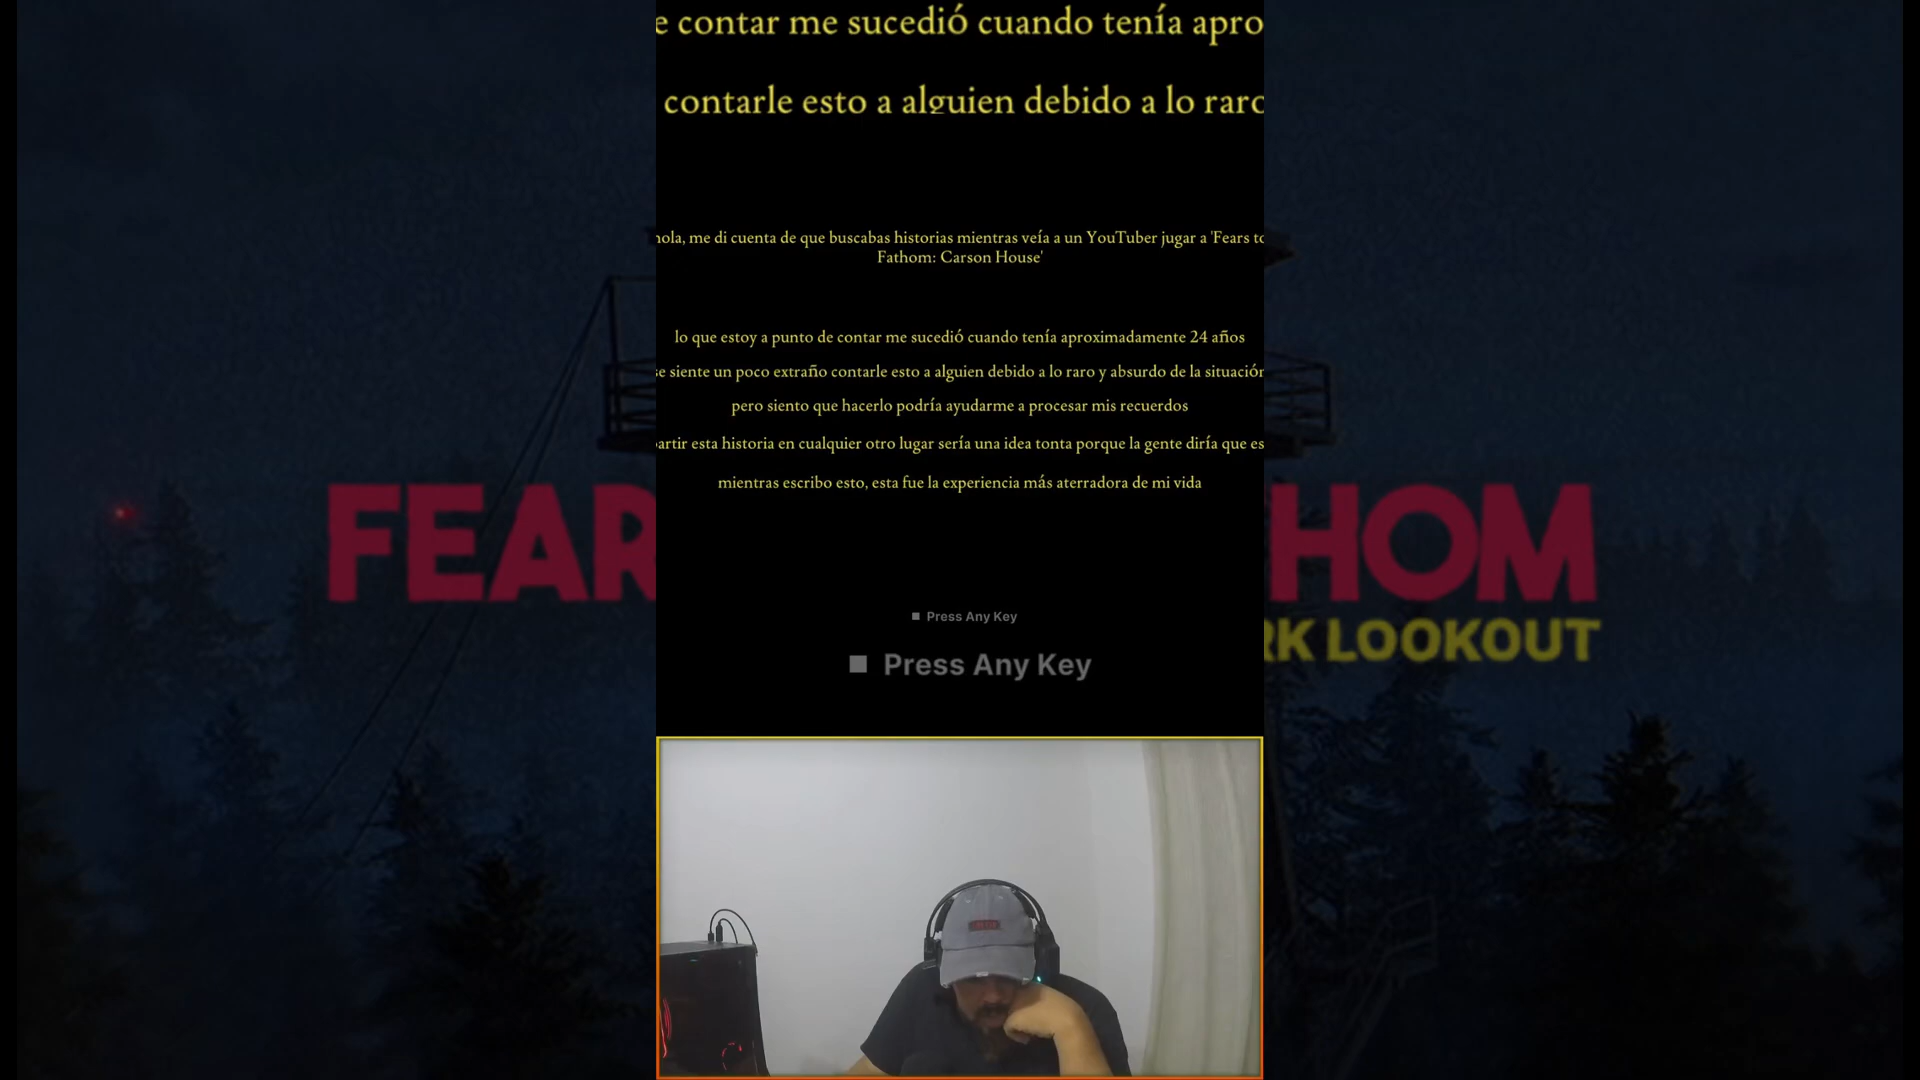 e contar me sucedió cuando tenía apro
contarle esto a alguien debido a lo raro
hola, me di cuenta de que buscabas historias mientras veía a un YouTuber jugar a 'Fears to
Fathom: Carson House'
lo que estoy a punto de contar me sucedió cuando tenía aproximadamente 24 años
se siente un poco extraño contarle esto a alguien debido a lo raro y absurdo de la situación
pero siento que hacerlo podría ayudarme a procesar mis recuerdos
partir esta historia en cualquier otro lugar sería una idea tonta porque la gente diría que es
mientras escribo esto, esta fue la experiencia más aterradora de mi vida
FEAR HOM
RK LOOKOUT
Press Any Key
Press Any Key